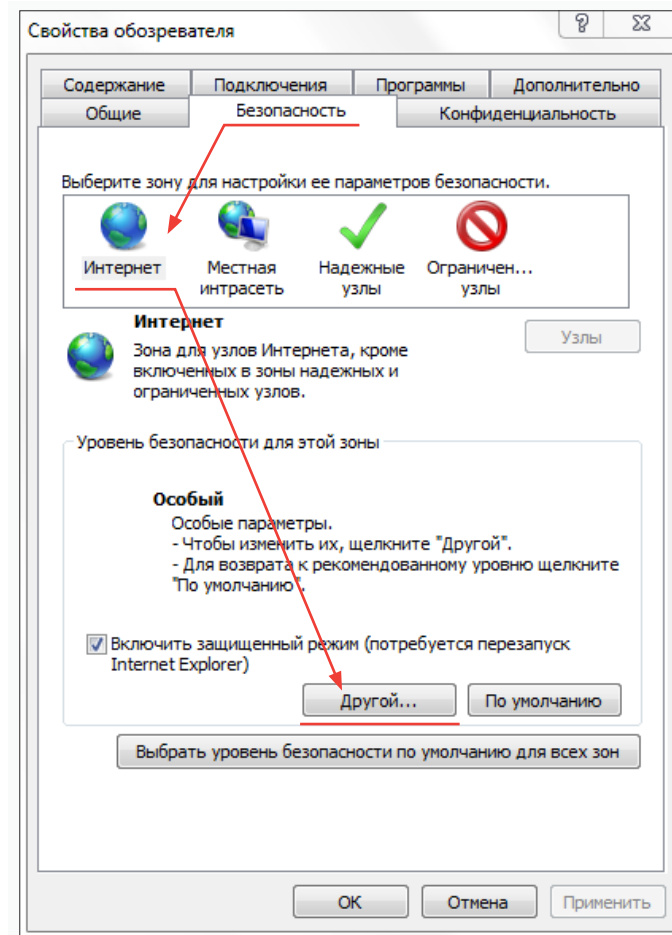 Свойства обозревателя
Содержание Подключения Программы Дополнительно
Общие Безопасность Конфиденциальность
Выберите зону для настройки ее параметров безопасности.
Интернет Местная интрасеть Надежные узлы Ограничен... узлы
Интернет
Узлы
Зона для узлов Интернета, кроме
включенных в зоны надежных и
ограниченных узлов.
Уровень безопасности для этой зоны
Особый
Особые параметры.
- Чтобы изменить их, щелкните "Другой".
- Для возврата к рекомендованному уровню щелкните
"По умолчанию".
Включить защищенный режим (потребуется перезапуск
Internet Explorer)
Другой... По умолчанию
Выбрать уровень безопасности по умолчанию для всех зон
ОК Отмена Применить